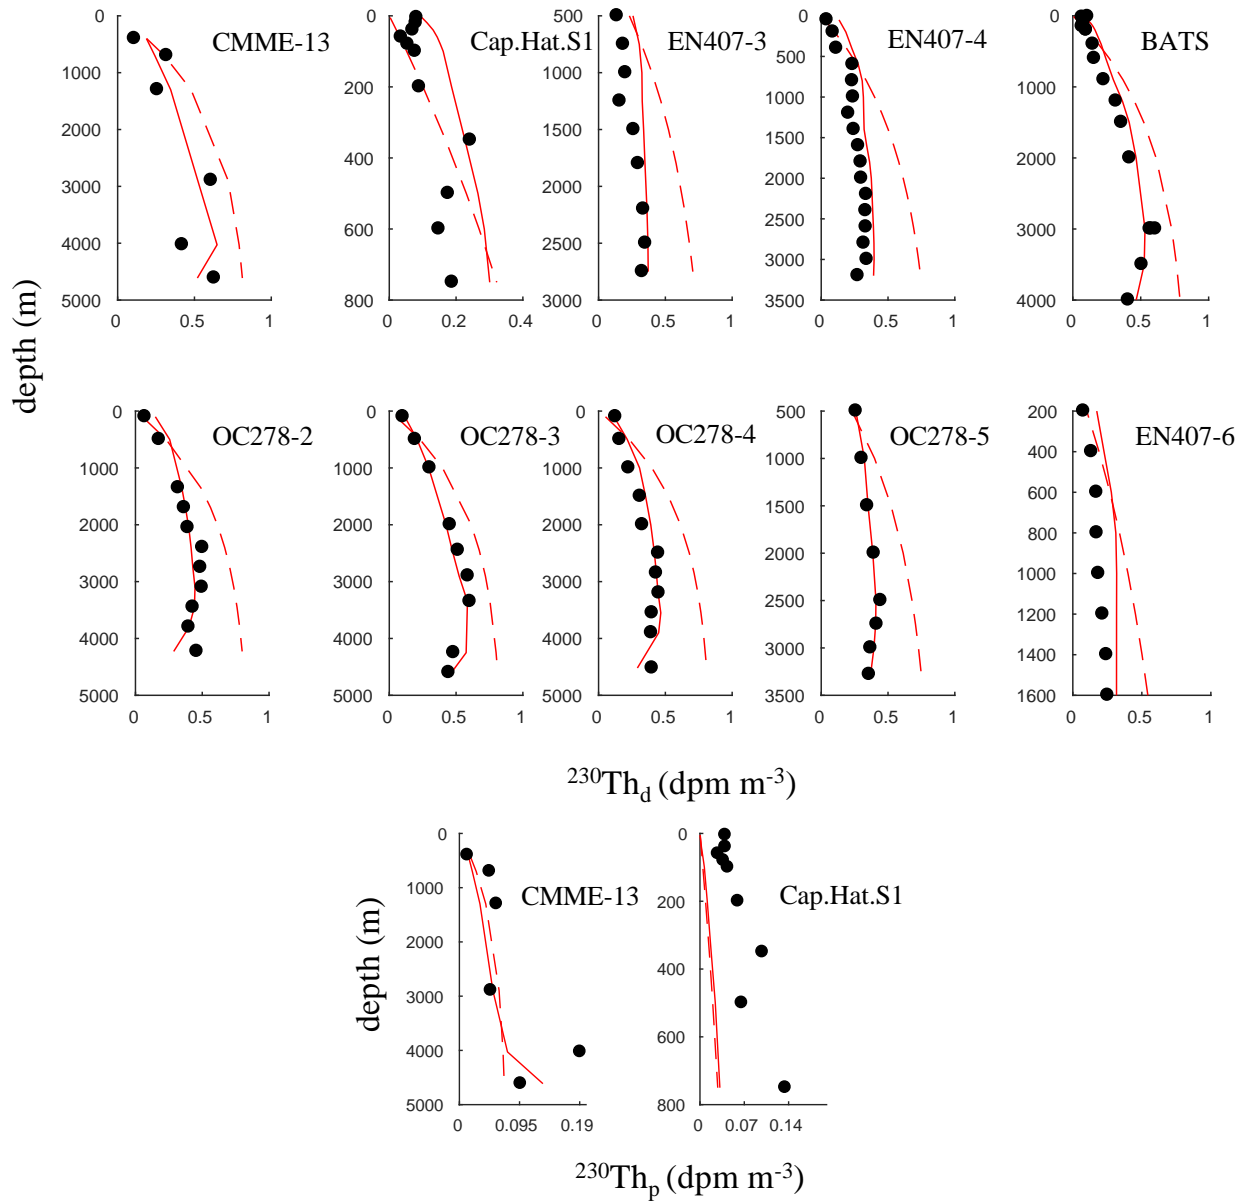 CMME-13
Cap.Hat.S1
EN407-3
EN407-4
BATS
0
1000
2000
3000
4000
5000
0
200
400
600
800
500
1000
1500
2000
2500
3000
0
500
1000
1500
2000
2500
3000
3500
0
1000
2000
3000
4000
0 0.5 1
0 0.2 0.4
0 0.5 1
0 0.5 1
0 0.5 1
depth (m)
OC278-2
OC278-3
OC278-4
OC278-5
EN407-6
0
1000
2000
3000
4000
5000
0
1000
2000
3000
4000
5000
0
1000
2000
3000
4000
5000
500
1000
1500
2000
2500
3000
3500
200
400
600
800
1000
1200
1400
1600
0 0.5 1
0 0.5 1
0 0.5 1
0 0.5 1
0 0.5 1
²³⁰Th_d (dpm m⁻³)
CMME-13
Cap.Hat.S1
depth (m)
0
1000
2000
3000
4000
5000
0
200
400
600
800
0 0.095 0.19
0 0.07 0.14
²³⁰Th_p (dpm m⁻³)